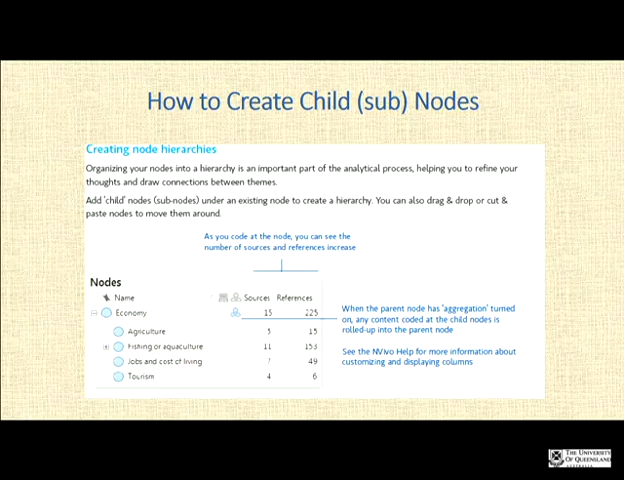 How to Create Child (sub) Nodes
Creating node hierarchies
Organizing your nodes into a hierarchy is an important part of the analytical process, helping you to refine your
thoughts and draw connections between themes.
Add 'child' nodes (sub-nodes) under an existing node to create a hierarchy. You can also drag & drop or cut &
paste nodes to move them around.
As you code at the node, you can see the
number of sources and references increase
Nodes
Name Sources References
Economy 15 225
Agriculture 5 15
Fishing or aquaculture 11 153
Jobs and cost of living 7 49
Tourism 4 6
When the parent node has 'aggregation' turned
on, any content coded at the child nodes is
rolled-up into the parent node
See the NVivo Help for more information about
customizing and displaying columns
THE UNIVERSITY
OF QUEENSLAND
AUSTRALIA